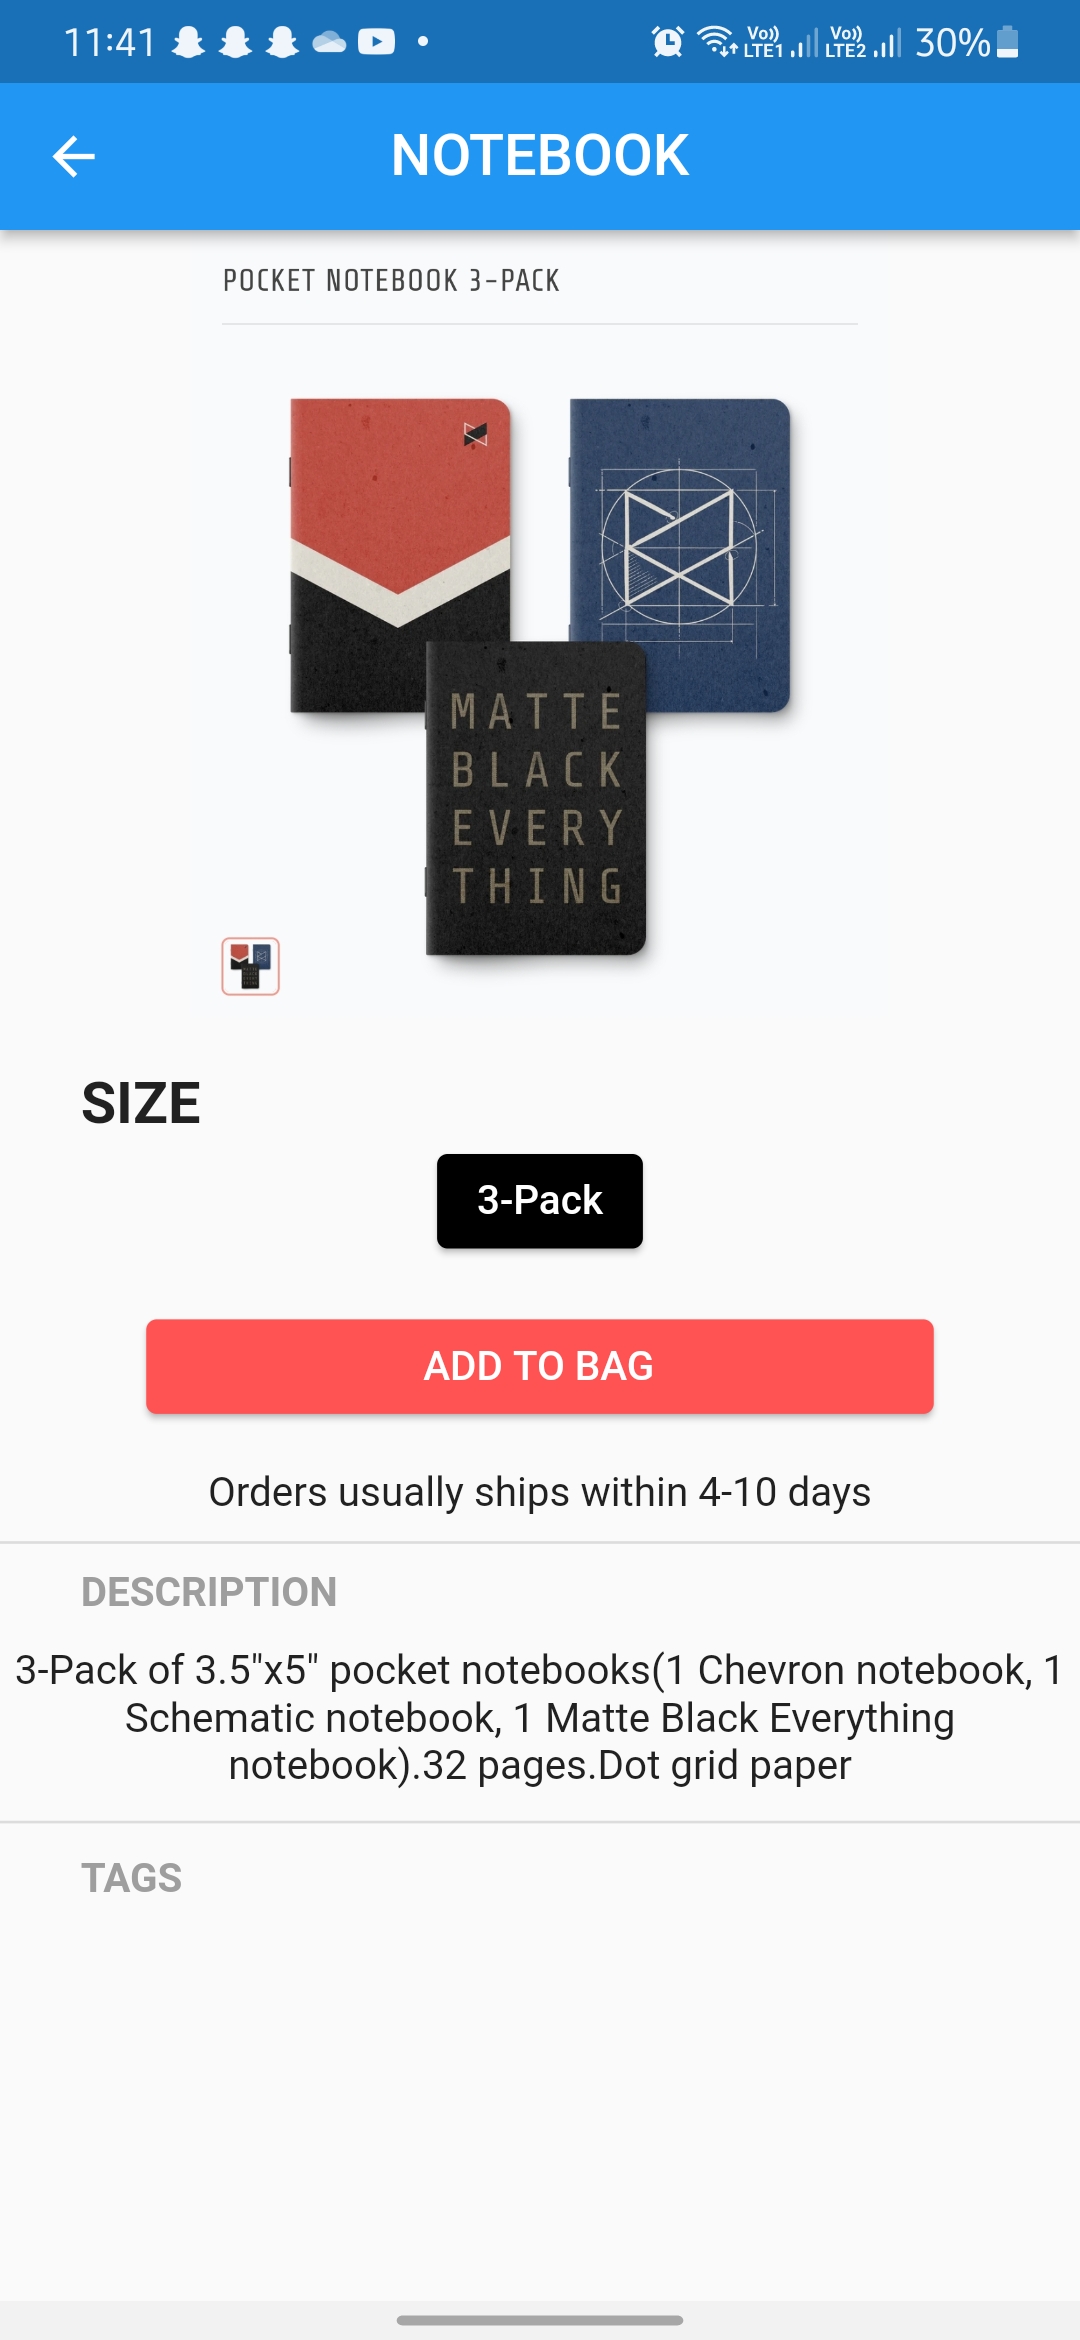 11:41
Vo)) LTE1
Vo)) LTE2
30%
NOTEBOOK
POCKET NOTEBOOK 3-PACK
MATTE
BLACK
EVERY
THING
SIZE
3-Pack
ADD TO BAG
Orders usually ships within 4-10 days
DESCRIPTION
3-Pack of 3.5"x5" pocket notebooks(1 Chevron notebook, 1
Schematic notebook, 1 Matte Black Everything
notebook).32 pages.Dot grid paper
TAGS